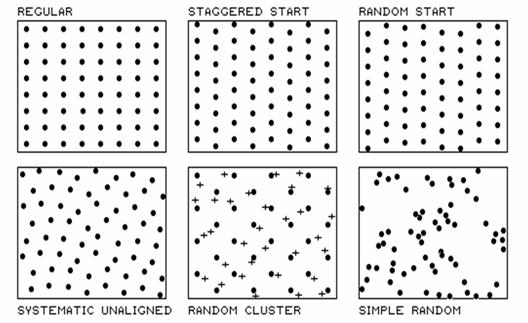 REGULAR
STAGGERED START
RANDOM START
SYSTEMATIC UNALIGNED
RANDOM CLUSTER
SIMPLE RANDOM